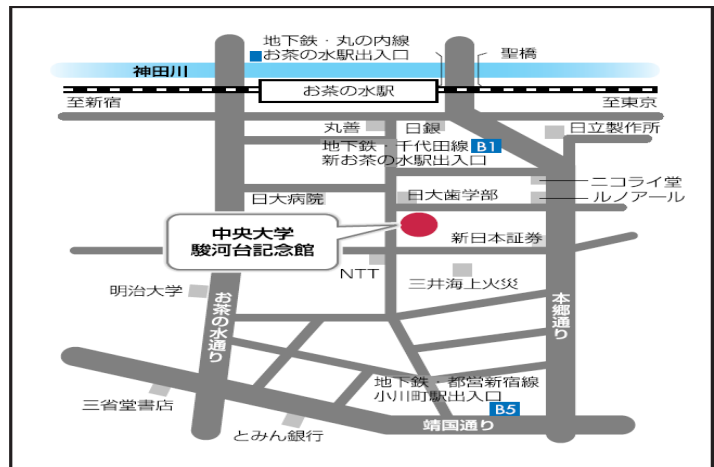 地下鉄・丸の内線
お茶の水駅出入口
聖橋
神田川
お茶の水駅
至新宿
至東京
丸善
日銀
日立製作所
地下鉄・千代田線 B1
新お茶の水駅出入口
ニコライ堂
日大病院
日大歯学部
ルノアール
中央大学
駿河台記念館
新日本証券
NTT
三井海上火災
明治大学
お茶の水通り
本郷通り
地下鉄・都営新宿線
小川町駅出入口
B5
三省堂書店
靖国通り
とみん銀行